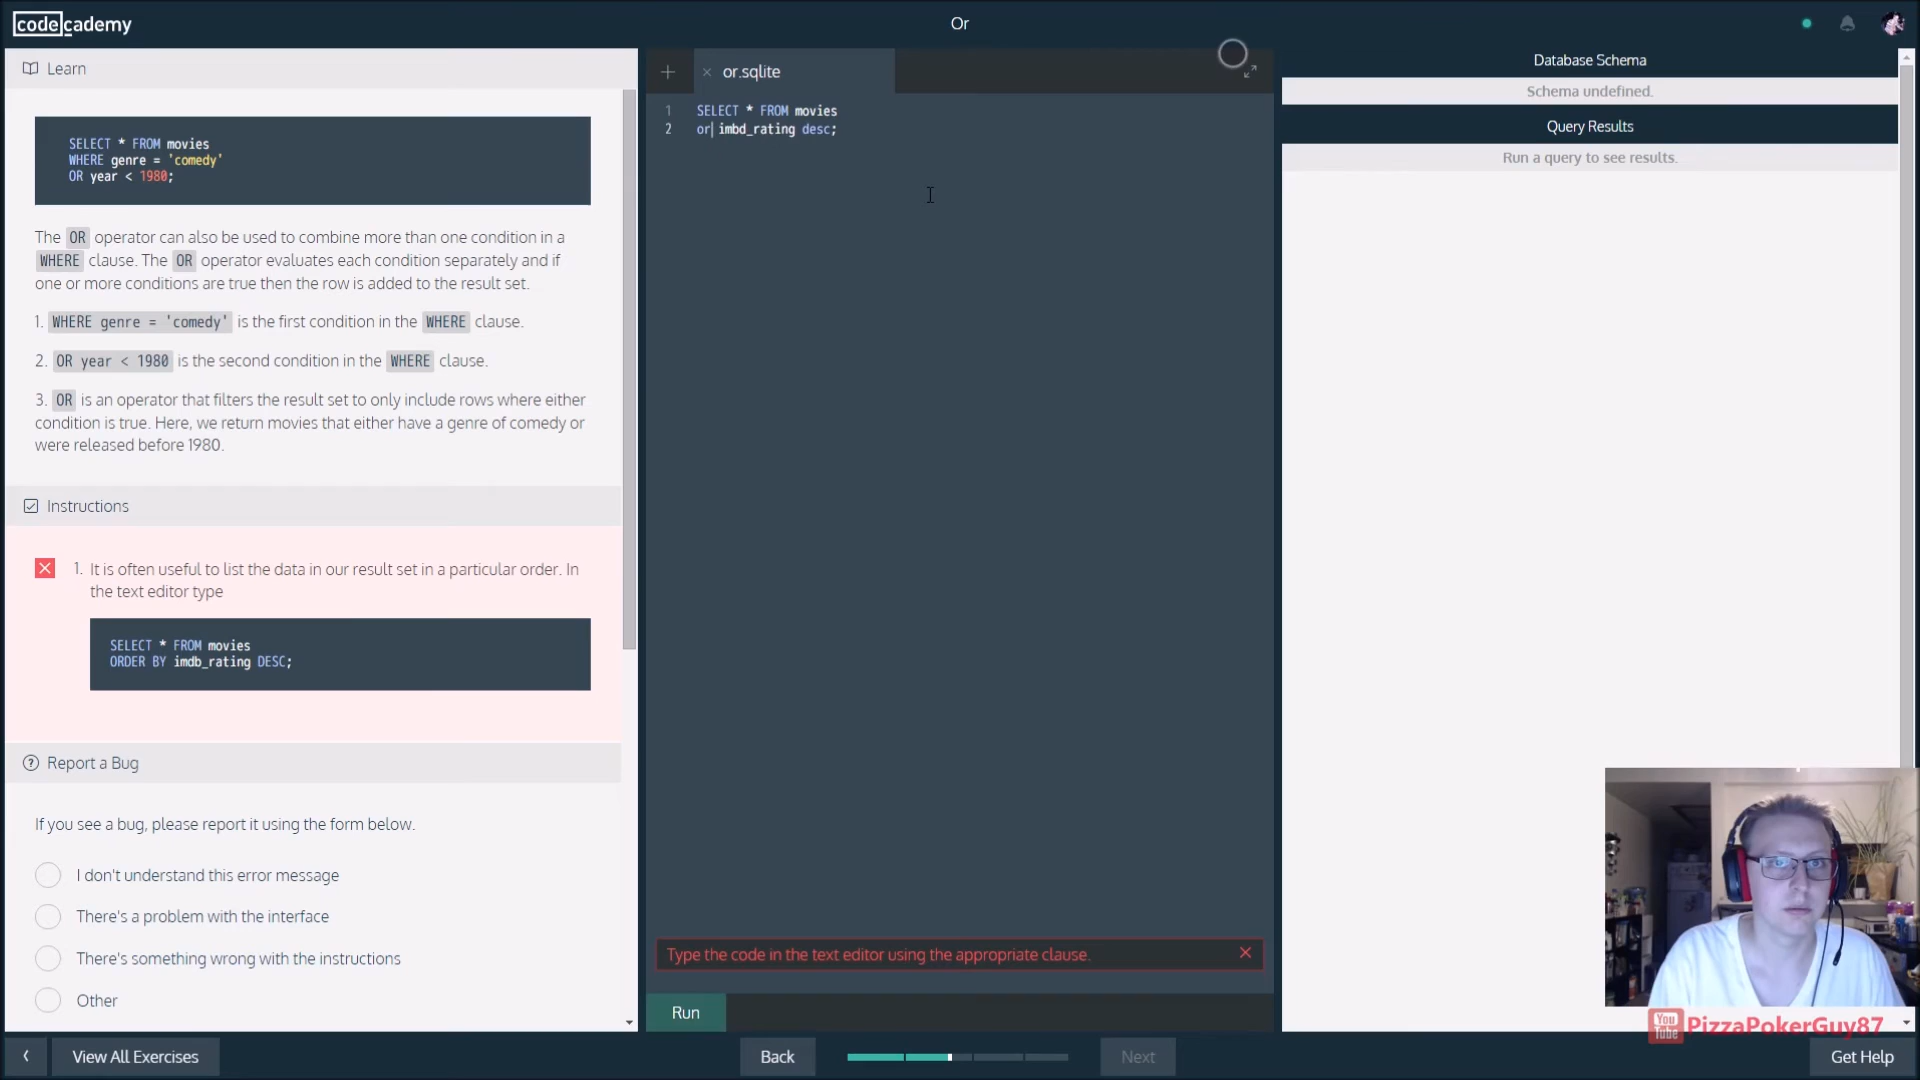 codecademy
Or
Learn
SELECT * FROM movies
WHERE genre = 'comedy'
OR year < 1980;
The OR operator can also be used to combine more than one condition in a
WHERE clause. The OR operator evaluates each condition separately and if
one or more conditions are true then the row is added to the result set.
1. WHERE genre = 'comedy' is the first condition in the WHERE clause.
2. OR year < 1980 is the second condition in the WHERE clause.
3. OR is an operator that filters the result set to only include rows where either
condition is true. Here, we return movies that either have a genre of comedy or
were released before 1980.
Instructions
1. It is often useful to list the data in our result set in a particular order. In
the text editor type
SELECT * FROM movies
ORDER BY imdb_rating DESC;
Report a Bug
If you see a bug, please report it using the form below.
I don't understand this error message
There's a problem with the interface
There's something wrong with the instructions
Other
or.sqlite
1 SELECT * FROM movies
2 or imbd_rating desc;
Type the code in the text editor using the appropriate clause.
Run
Database Schema
Schema undefined.
Query Results
Run a query to see results.
You Tube PizzaPokerGuy87
View All Exercises
Back
Next
Get Help